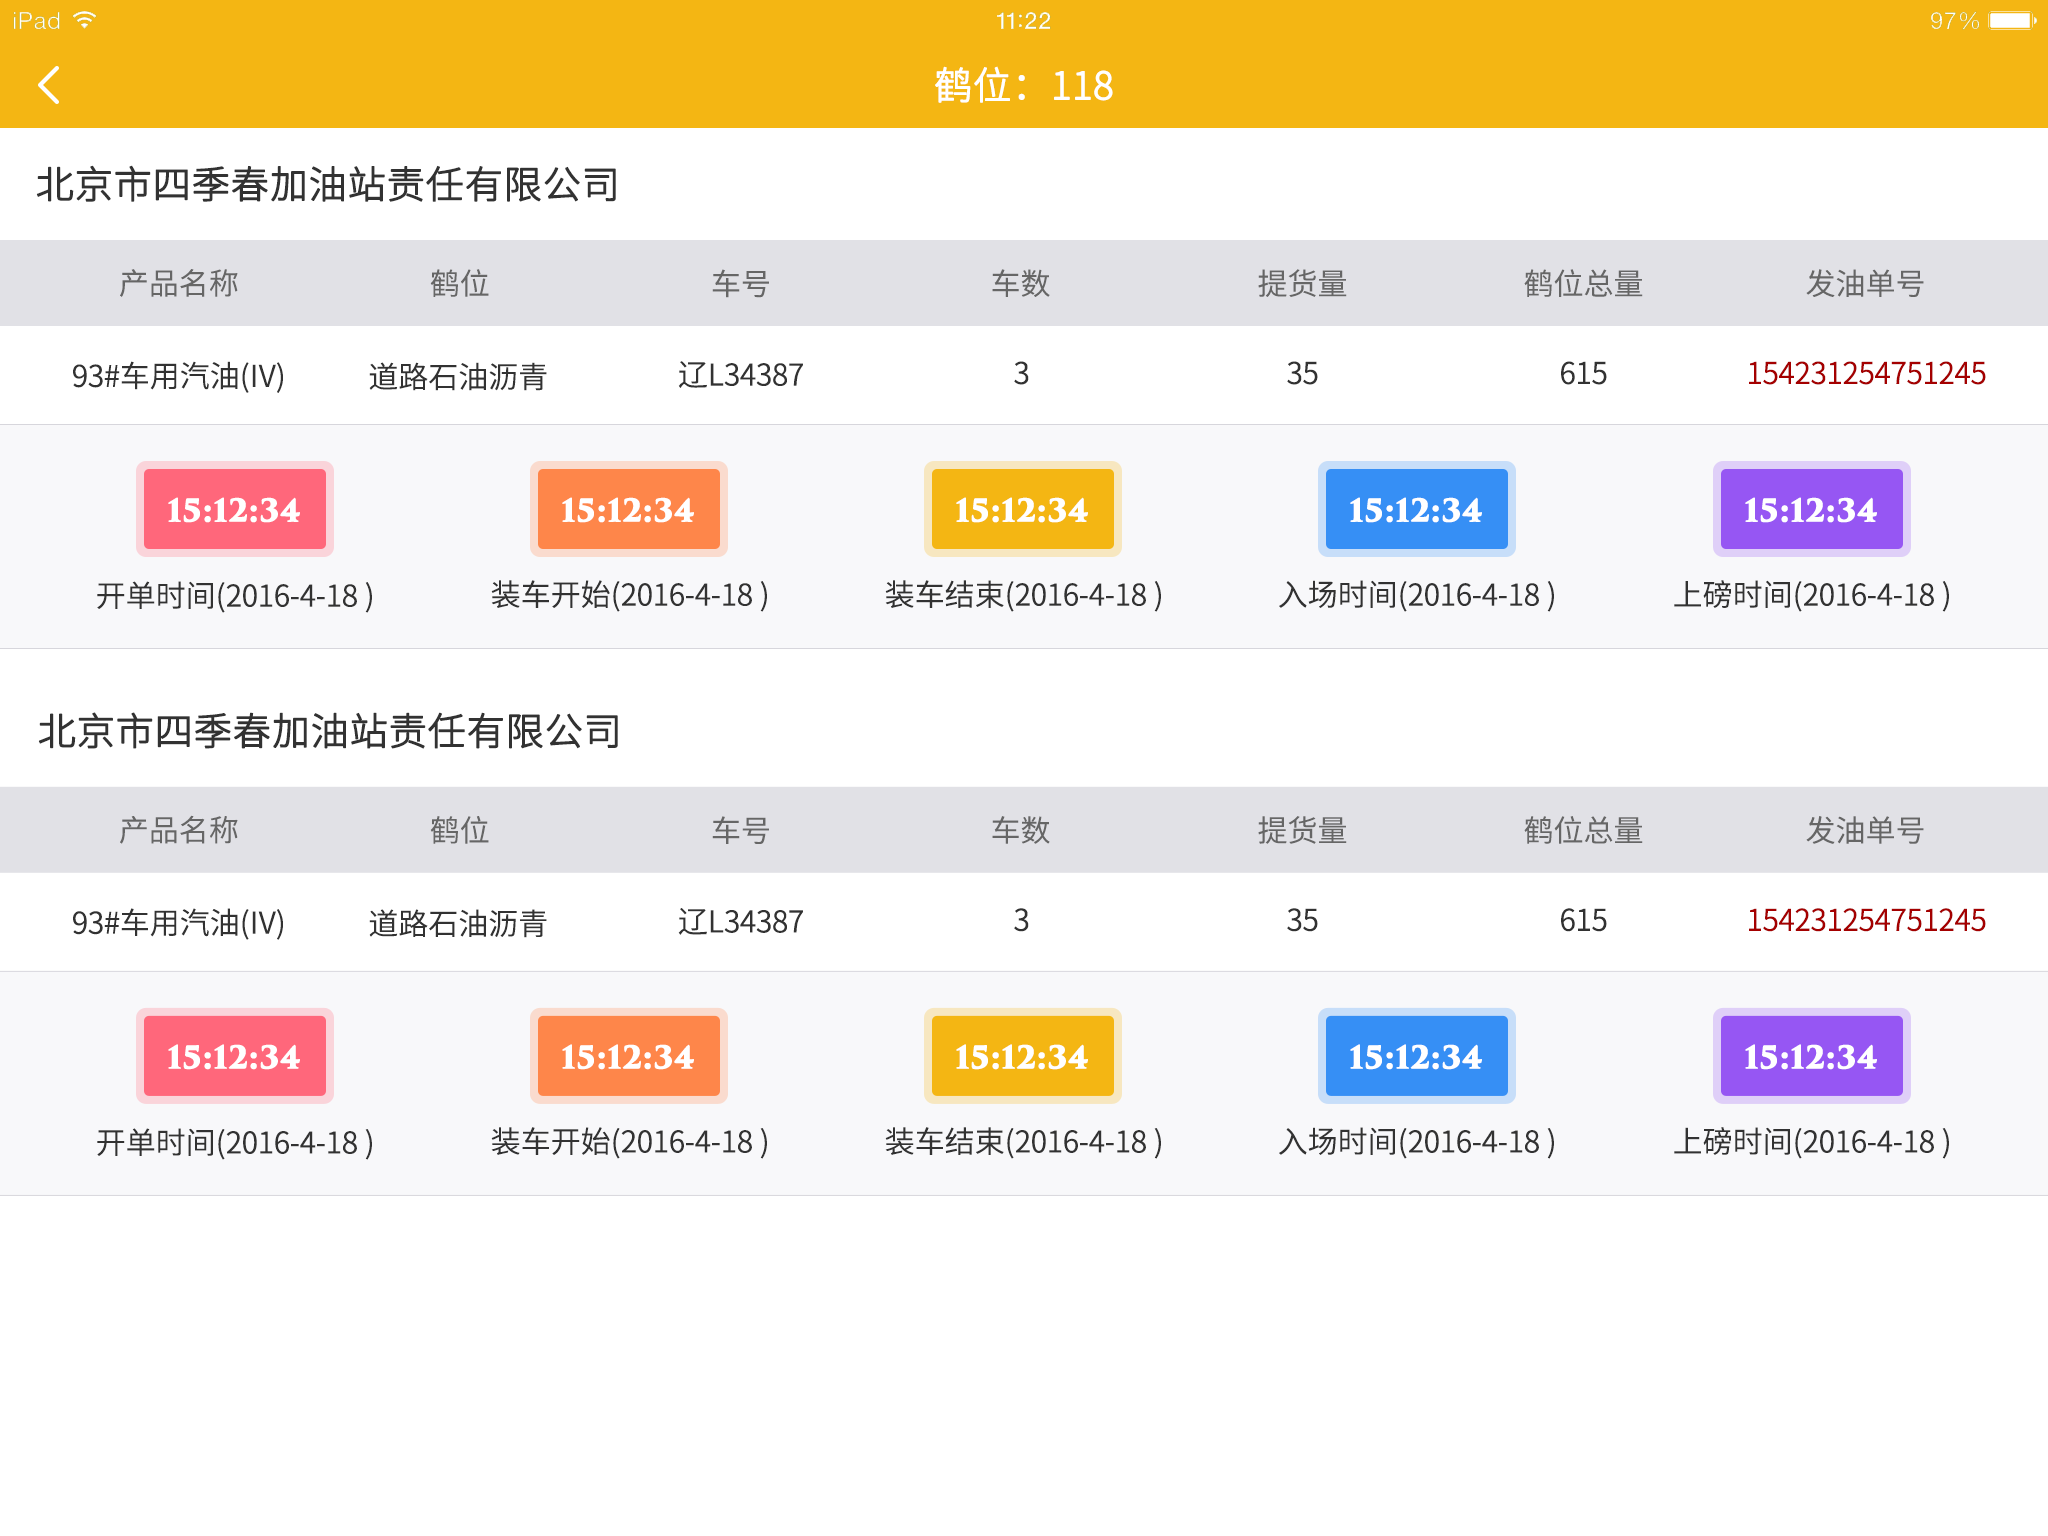 iPad 11:22 97%
鹤位：118
北京市四季春加油站责任有限公司
产品名称 鹤位 车号 车数 提货量 鹤位总量 发油单号
93#车用汽油(IV) 道路石油沥青 辽L34387 3 35 615 154231254751245
15:12:34 15:12:34 15:12:34 15:12:34 15:12:34
开单时间(2016-4-18 ) 装车开始(2016-4-18 ) 装车结束(2016-4-18 ) 入场时间(2016-4-18 ) 上磅时间(2016-4-18 )
北京市四季春加油站责任有限公司
产品名称 鹤位 车号 车数 提货量 鹤位总量 发油单号
93#车用汽油(IV) 道路石油沥青 辽L34387 3 35 615 154231254751245
15:12:34 15:12:34 15:12:34 15:12:34 15:12:34
开单时间(2016-4-18 ) 装车开始(2016-4-18 ) 装车结束(2016-4-18 ) 入场时间(2016-4-18 ) 上磅时间(2016-4-18 )